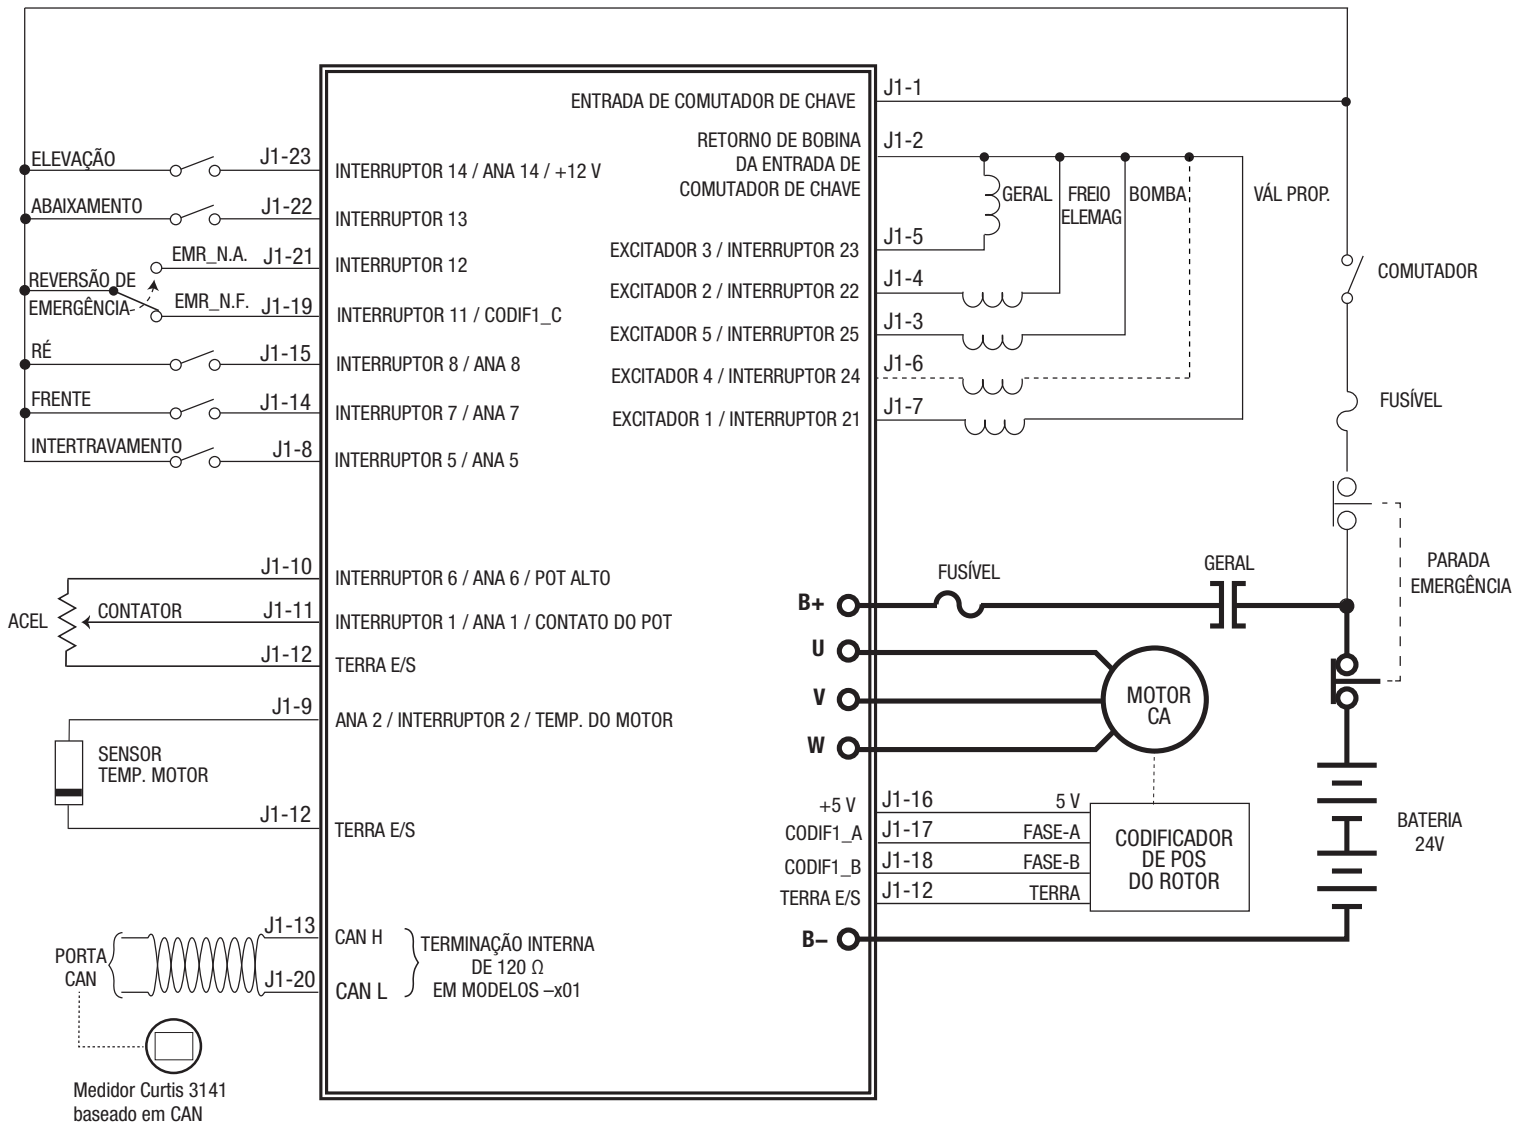 ELEVAÇÃO
J1-23
INTERRUPTOR 14 / ANA 14 / +12 V
ABAIXAMENTO
J1-22
INTERRUPTOR 13
EMR_N.A.
J1-21
INTERRUPTOR 12
REVERSÃO DE
EMERGÊNCIA
EMR_N.F.
J1-19
INTERRUPTOR 11 / CODIF1_C
RÉ
J1-15
INTERRUPTOR 8 / ANA 8
FRENTE
J1-14
INTERRUPTOR 7 / ANA 7
INTERTRAVAMENTO
J1-8
INTERRUPTOR 5 / ANA 5
J1-10
INTERRUPTOR 6 / ANA 6 / POT ALTO
ACEL
CONTATOR
J1-11
INTERRUPTOR 1 / ANA 1 / CONTATO DO POT
J1-12
TERRA E/S
J1-9
ANA 2 / INTERRUPTOR 2 / TEMP. DO MOTOR
SENSOR
TEMP. MOTOR
J1-12
TERRA E/S
J1-13
CAN H
PORTA
CAN
J1-20
CAN L
TERMINAÇÃO INTERNA
DE 120 Ω
EM MODELOS –x01
Medidor Curtis 3141
baseado em CAN
ENTRADA DE COMUTADOR DE CHAVE
J1-1
RETORNO DE BOBINA
DA ENTRADA DE
COMUTADOR DE CHAVE
J1-2
GERAL
FREIO
ELEMAG
BOMBA
VÁL PROP.
EXCITADOR 3 / INTERRUPTOR 23
J1-5
EXCITADOR 2 / INTERRUPTOR 22
J1-4
EXCITADOR 5 / INTERRUPTOR 25
J1-3
EXCITADOR 4 / INTERRUPTOR 24
J1-6
EXCITADOR 1 / INTERRUPTOR 21
J1-7
COMUTADOR
FUSÍVEL
PARADA
EMERGÊNCIA
B+
FUSÍVEL
GERAL
U
V
W
MOTOR
CA
+5 V
J1-16
5 V
CODIF1_A
J1-17
FASE-A
CODIF1_B
J1-18
FASE-B
TERRA E/S
J1-12
TERRA
CODIFICADOR
DE POS
DO ROTOR
BATERIA
24V
B–